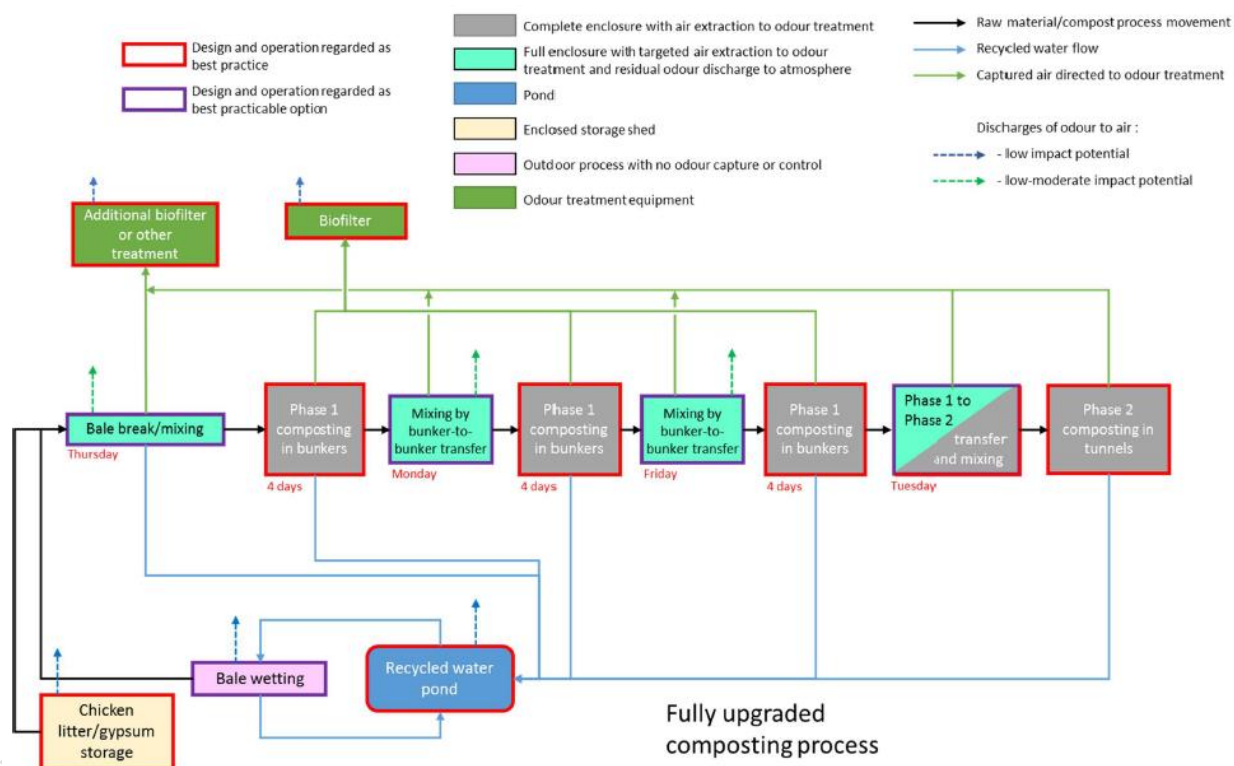 Design and operation regarded as
best practice
Design and operation regarded as
best practicable option
Complete enclosure with air extraction to odour treatment
Full enclosure with targeted air extraction to odour
treatment and residual odour discharge to atmosphere
Pond
Enclosed storage shed
Outdoor process with no odour capture or control
Odour treatment equipment
Raw material/compost process movement
Recycled water flow
Captured air directed to odour treatment
Discharges of odour to air :
- low impact potential
- low-moderate impact potential
Additional biofilter
or other
treatment
Biofilter
Bale break/mixing
Thursday
Phase 1
composting
in bunkers
4 days
Mixing by
bunker-to-
bunker transfer
Monday
Phase 1
composting
in bunkers
4 days
Mixing by
bunker-to-
bunker transfer
Friday
Phase 1
composting
in bunkers
4 days
Phase 1 to
Phase 2
transfer
and mixing
Tuesday
Phase 2
composting in
tunnels
Bale wetting
Recycled water
pond
Chicken
litter/gypsum
storage
Fully upgraded
composting process